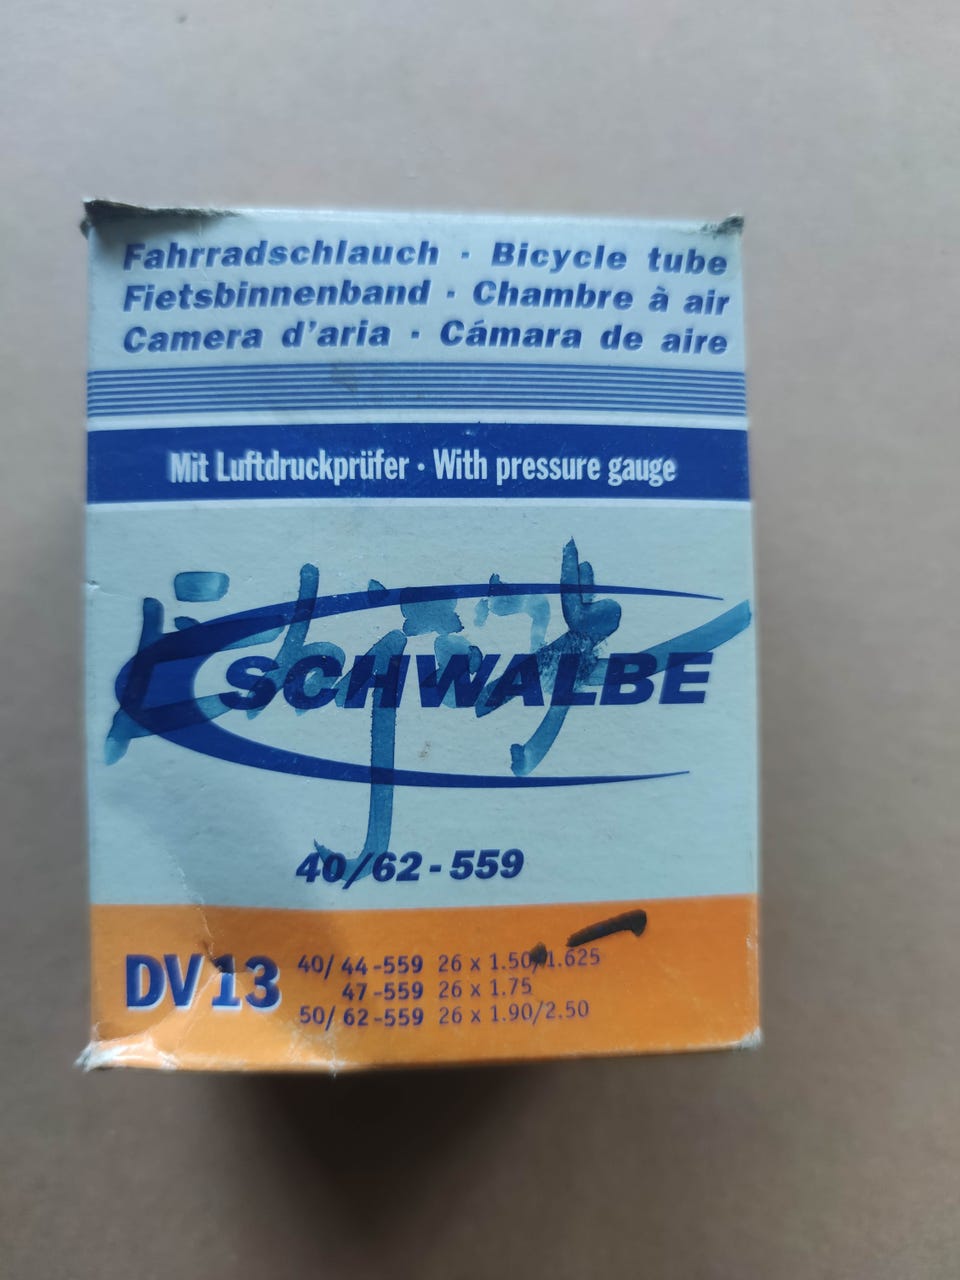 Fahrradschlauch · Bicycle tube
Fietsbinnenband · Chambre à air
Camera d'aria · Cámara de aire
Mit Luftdruckprüfer · With pressure gauge
SCHWALBE
40/62-559
DV13
40/44-559 26 x 1.50/1.625
47-559 26 x 1.75
50/62-559 26 x 1.90/2.50